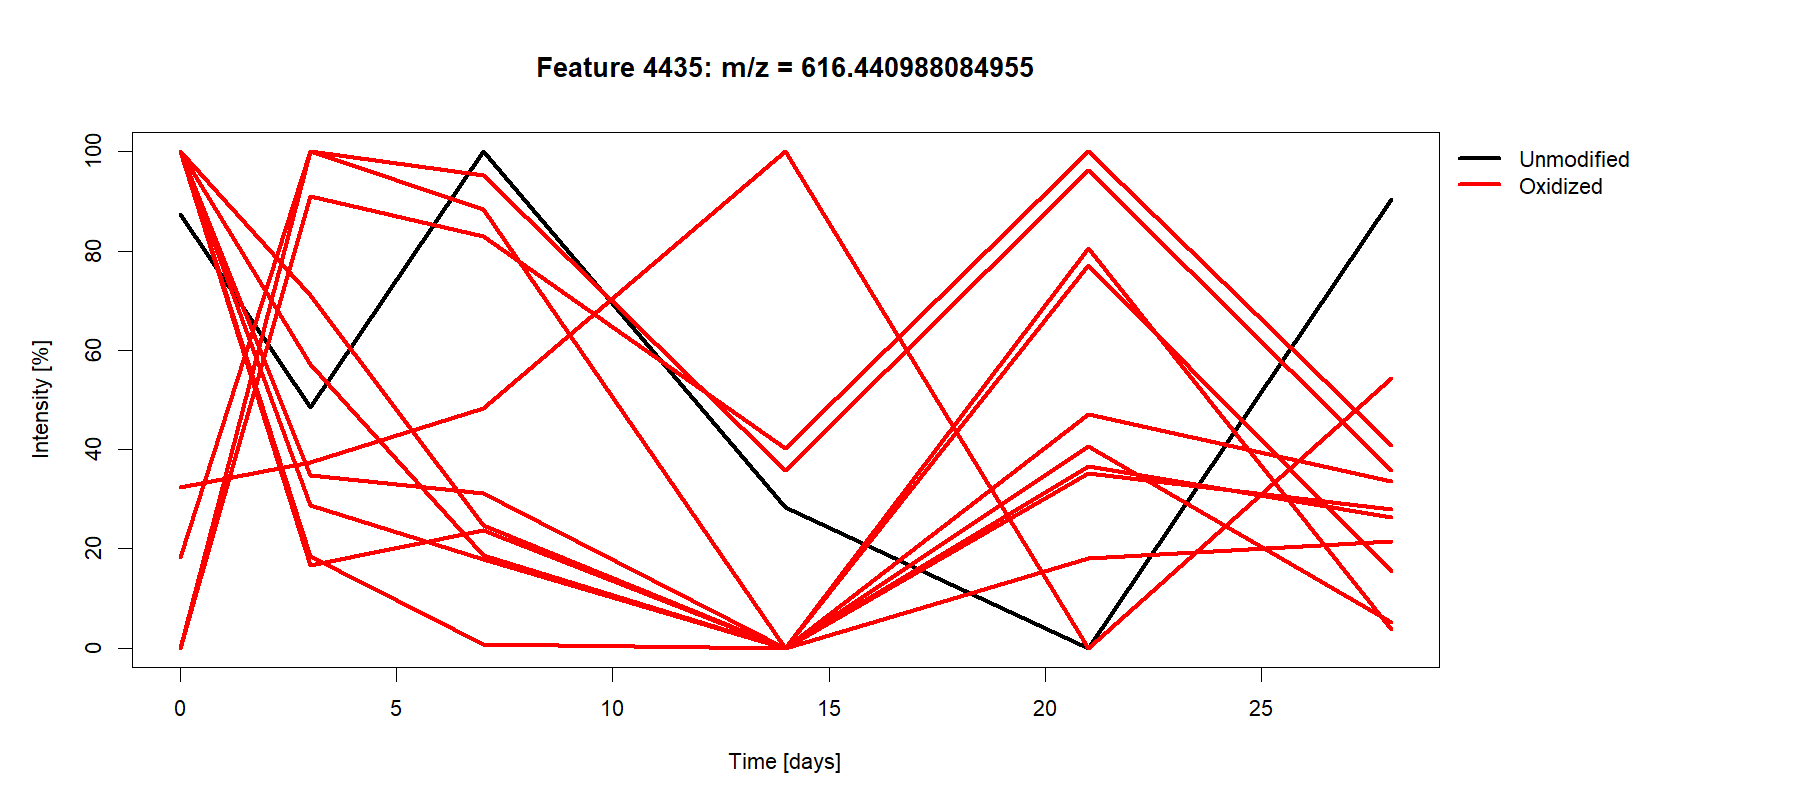 Feature 4435: m/z = 616.440988084955
Unmodified
Oxidized
Intensity [%]
100
80
60
40
20
0
0 5 10 15 20 25
Time [days]